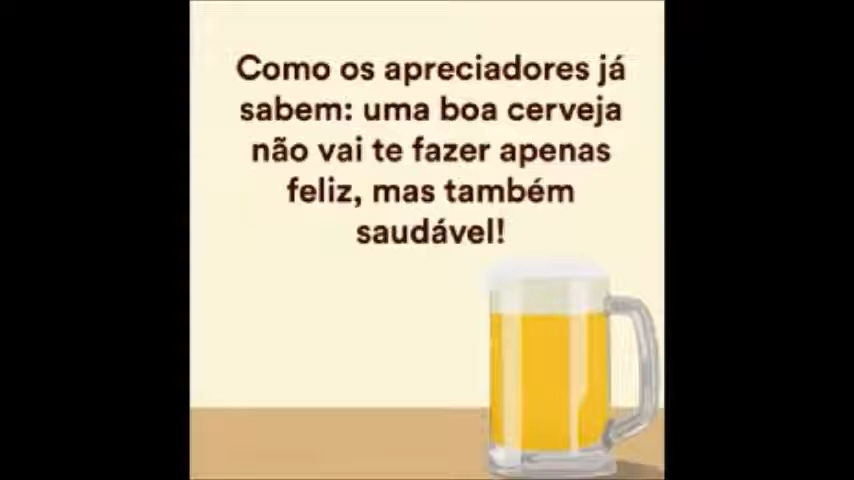 Como os apreciadores já
sabem: uma boa cerveja
não vai te fazer apenas
feliz, mas também
saudável!